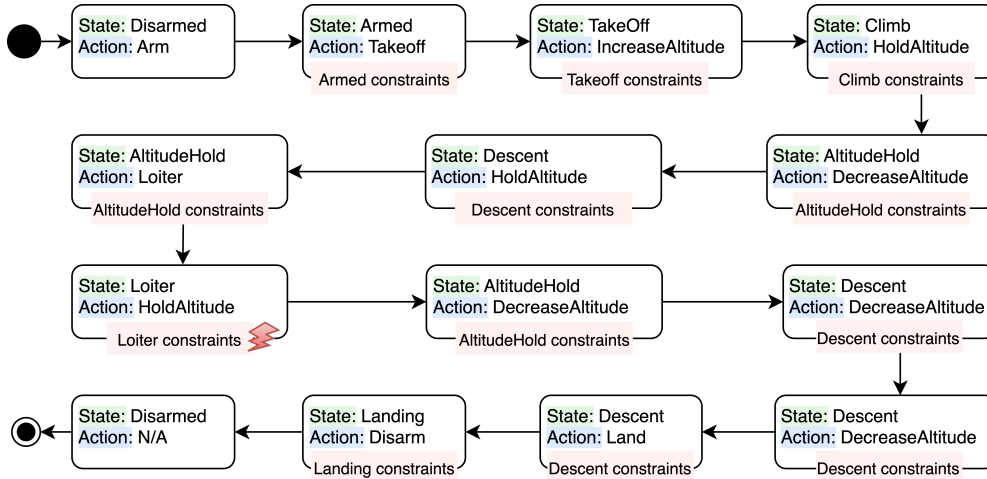 State: Disarmed
Action: Arm
State: Armed
Action: Takeoff
Armed constraints
State: TakeOff
Action: IncreaseAltitude
Takeoff constraints
State: Climb
Action: HoldAltitude
Climb constraints
State: AltitudeHold
Action: Loiter
AltitudeHold constraints
State: Descent
Action: HoldAltitude
Descent constraints
State: AltitudeHold
Action: DecreaseAltitude
AltitudeHold constraints
State: Loiter
Action: HoldAltitude
Loiter constraints
State: AltitudeHold
Action: DecreaseAltitude
AltitudeHold constraints
State: Descent
Action: DecreaseAltitude
Descent constraints
State: Disarmed
Action: N/A
State: Landing
Action: Disarm
Landing constraints
State: Descent
Action: Land
Descent constraints
State: Descent
Action: DecreaseAltitude
Descent constraints